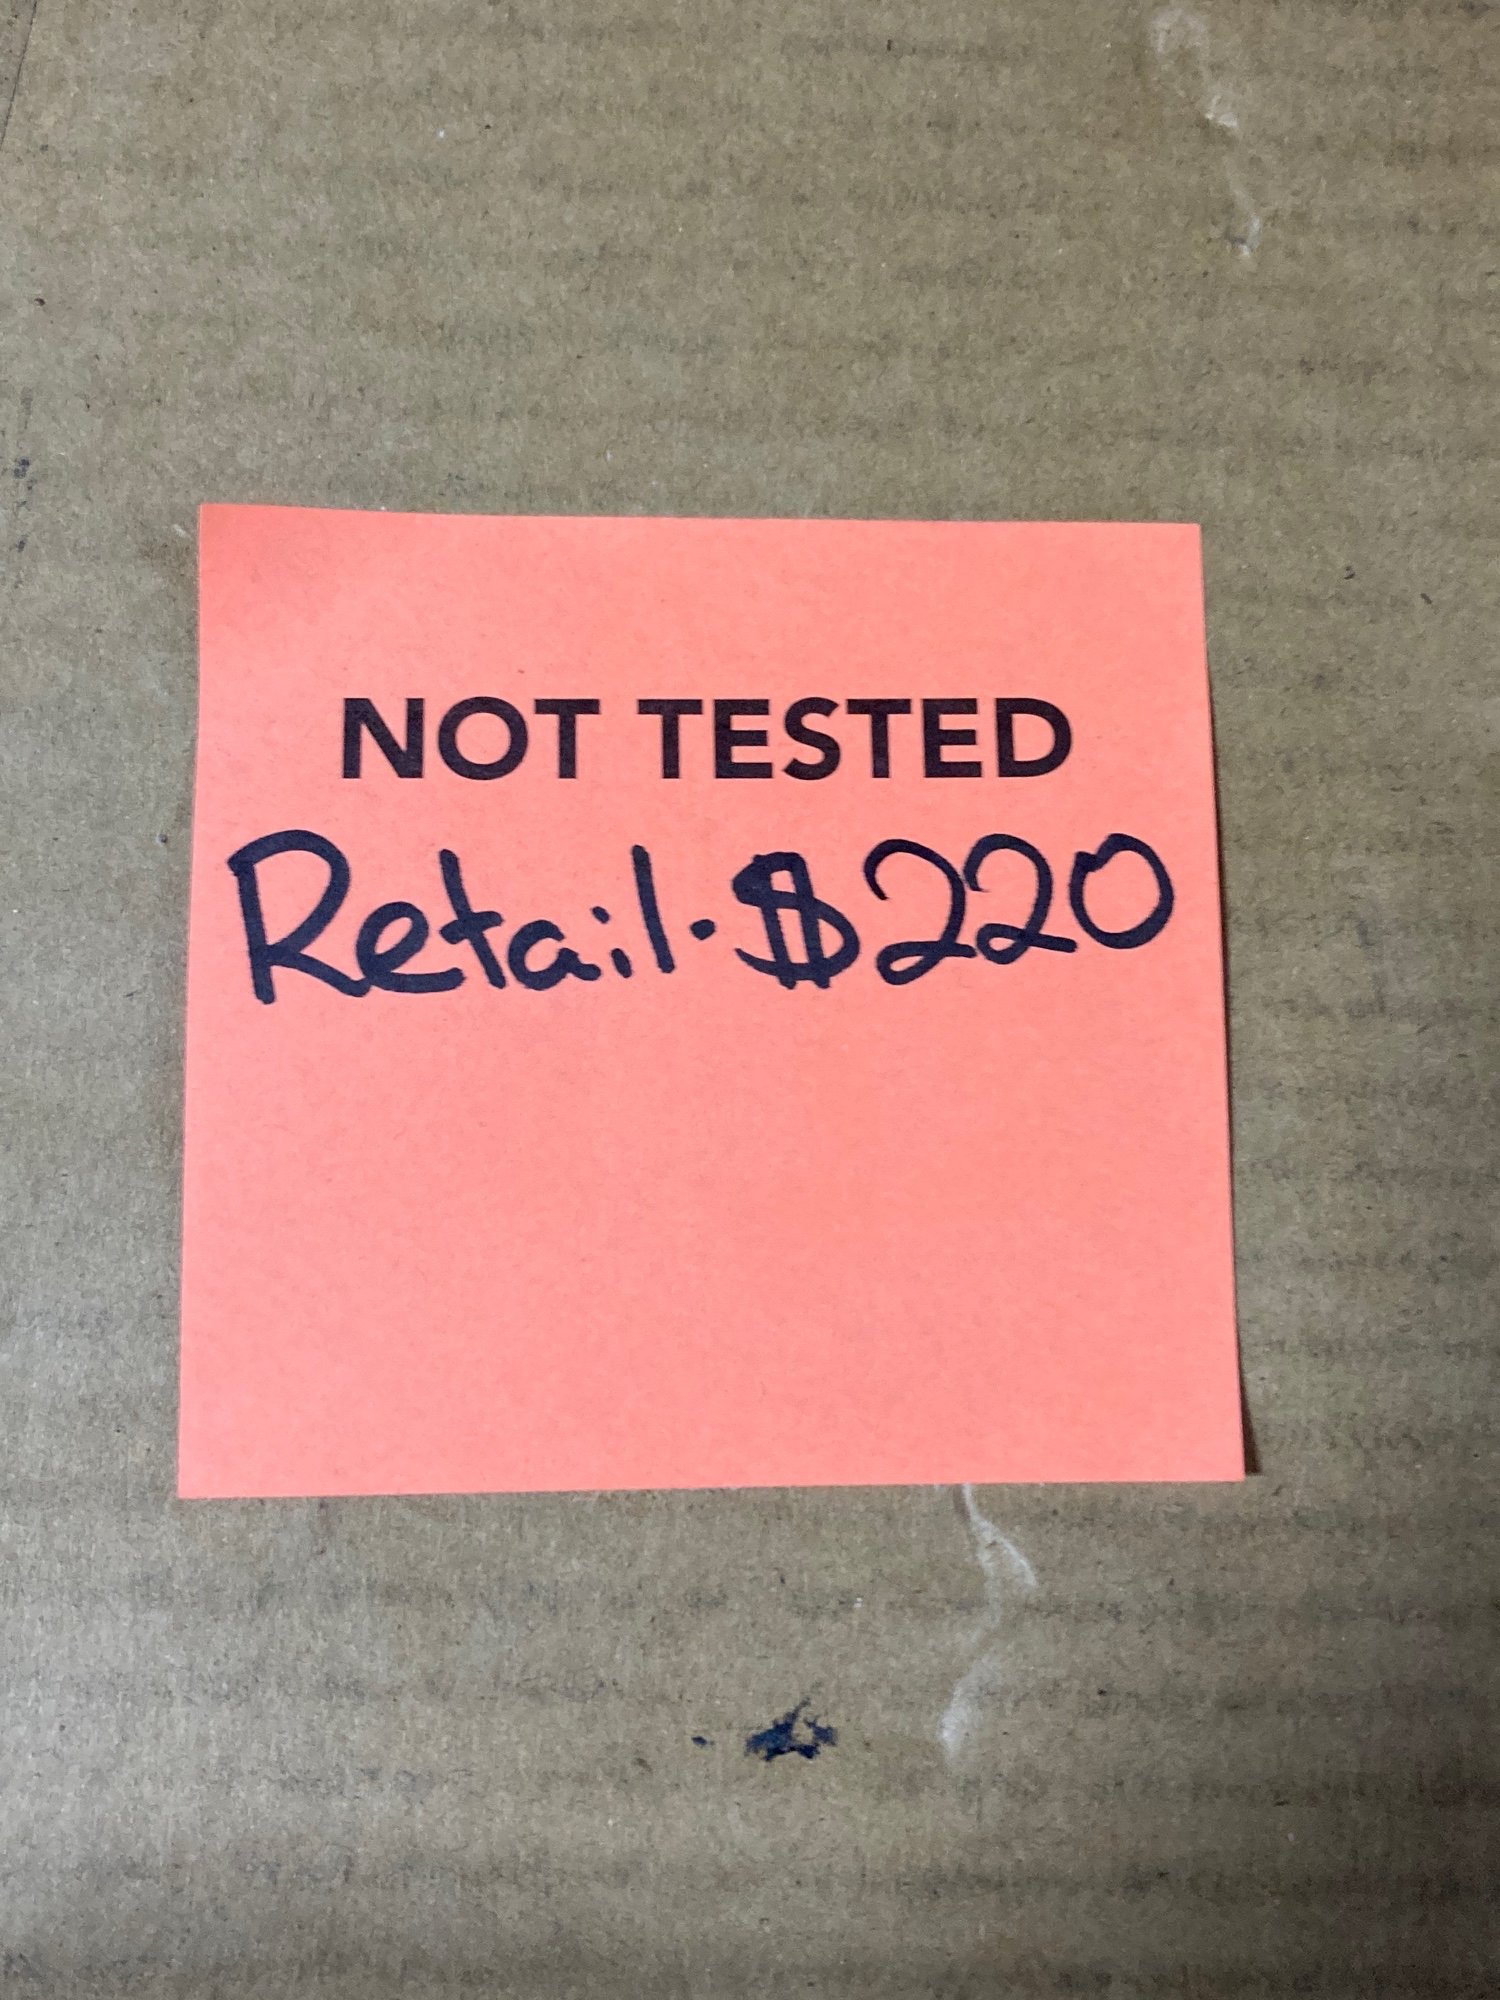 NOT TESTED
Retail · $220